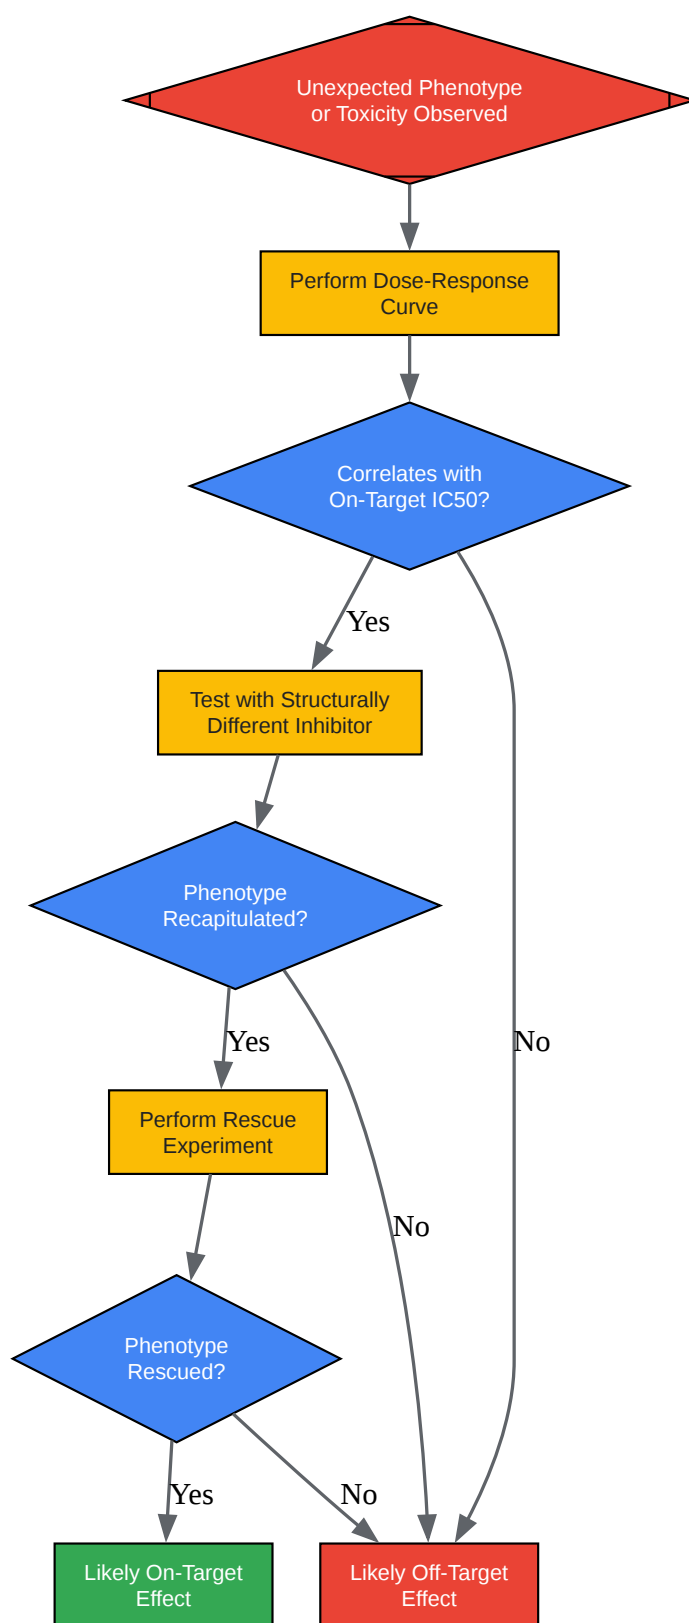 Unexpected Phenotype
or Toxicity Observed
Perform Dose-Response
Curve
Correlates with
On-Target IC50?
Yes
Test with Structurally
Different Inhibitor
Phenotype
Recapitulated?
Yes
No
Perform Rescue
Experiment
No
Phenotype
Rescued?
Yes
No
Likely On-Target
Effect
Likely Off-Target
Effect